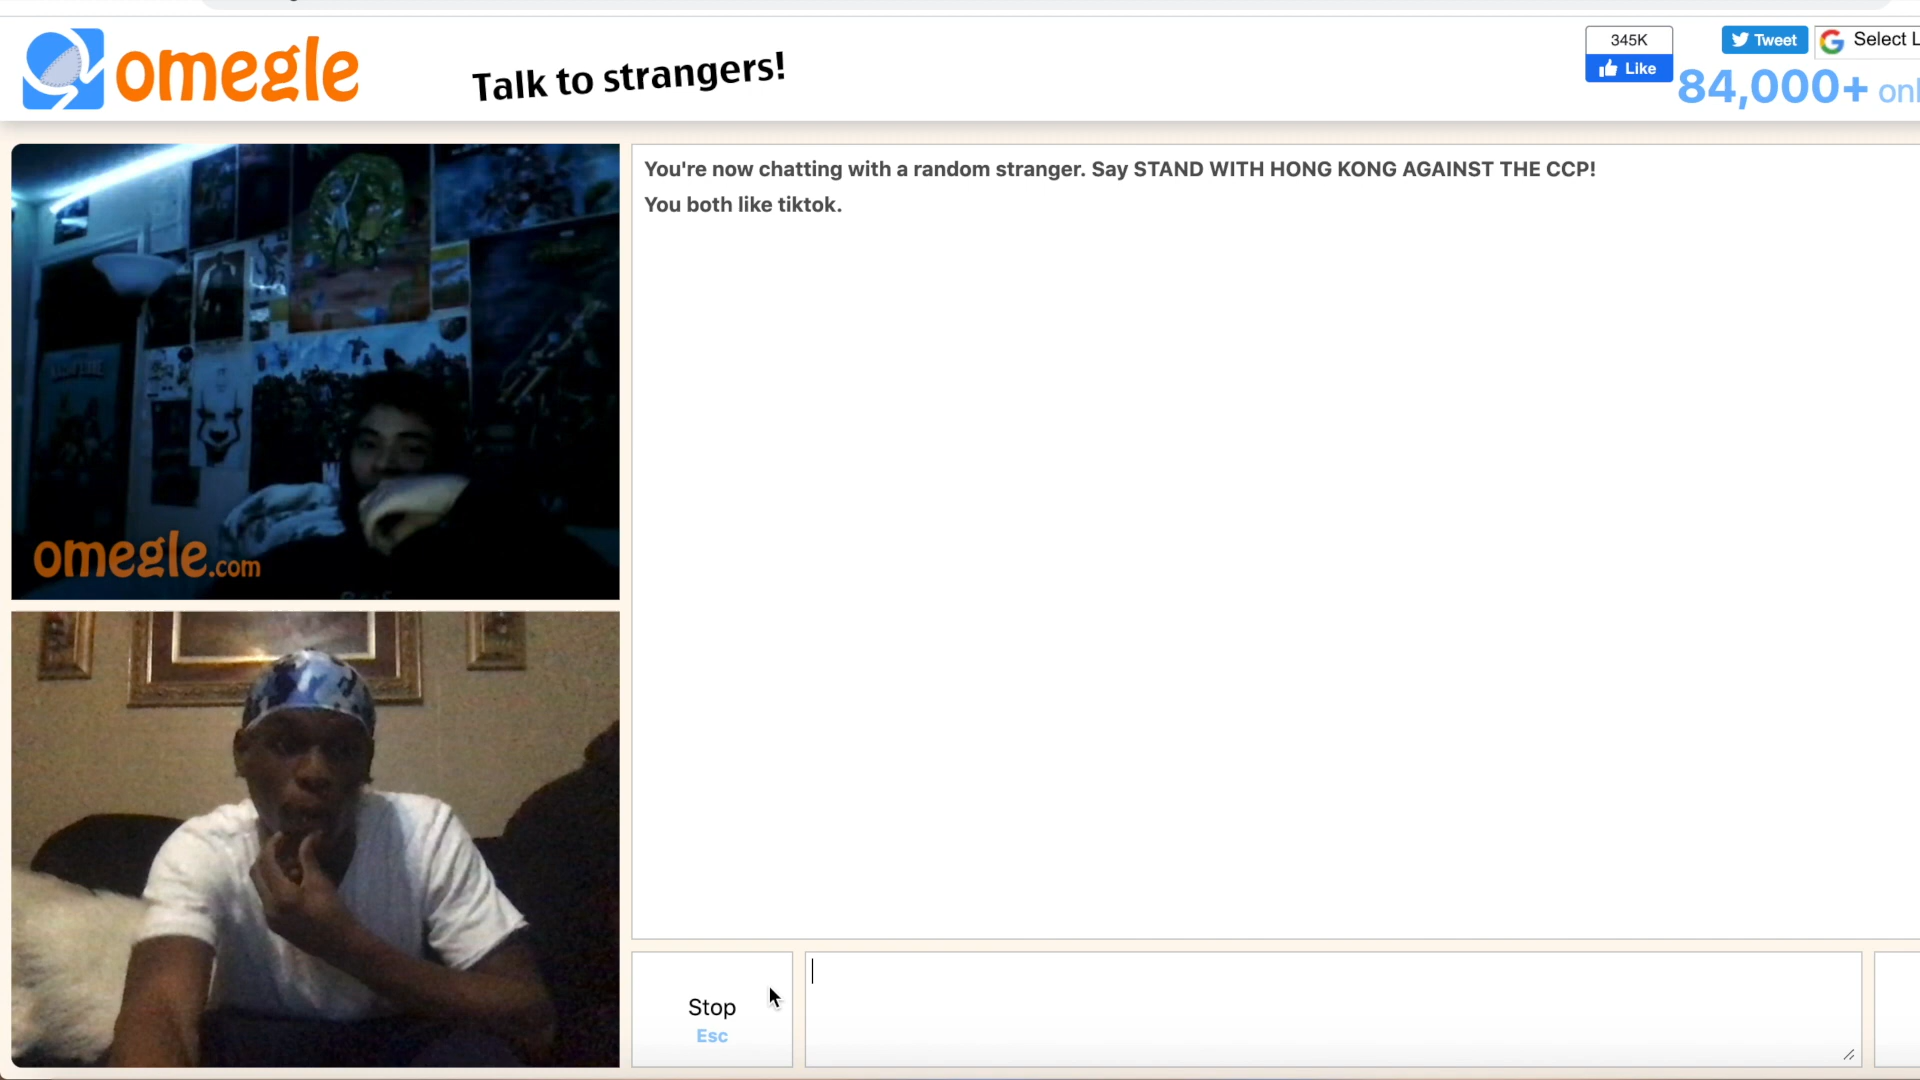 omegle
Talk to strangers!
345K
Like
Tweet
Select L
84,000+ onl
You're now chatting with a random stranger. Say STAND WITH HONG KONG AGAINST THE CCP!
You both like tiktok.
omegle.com
Stop
Esc